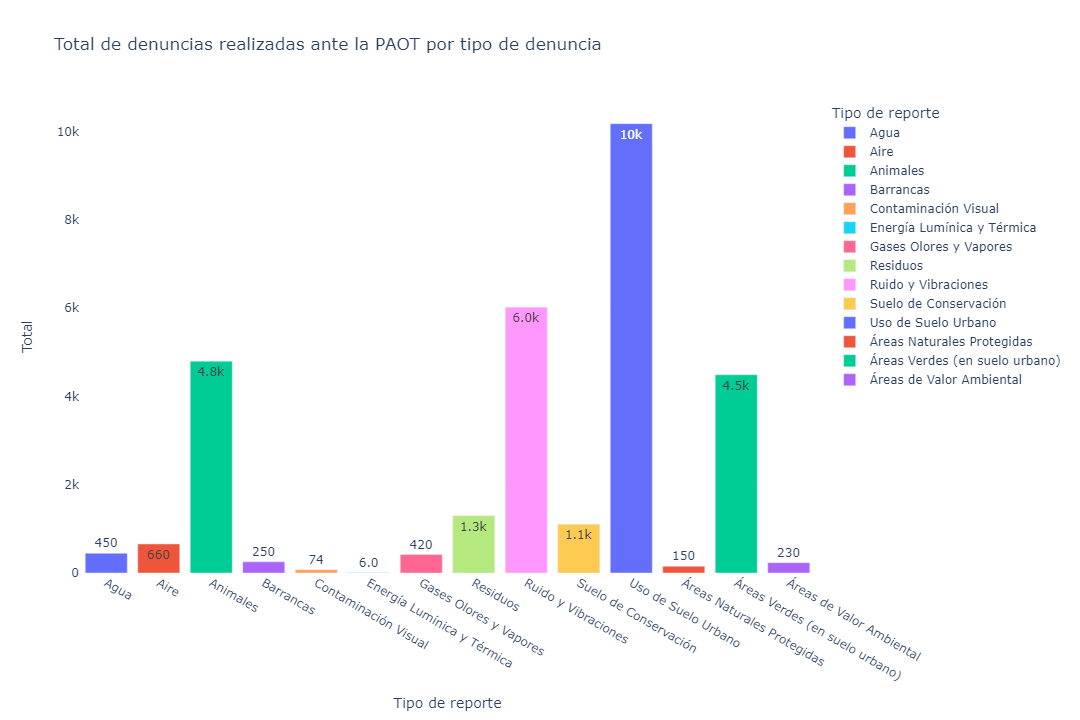 Total de denuncias realizadas ante la PAOT por tipo de denuncia
Total
10k
8k
6k
4k
2k
0
450
660
4.8k
250
74
6.0
420
1.3k
6.0k
1.1k
10k
150
4.5k
230
Agua
Aire
Animales
Barrancas
Contaminación Visual
Energía Lumínica y Térmica
Gases Olores y Vapores
Residuos
Ruido y Vibraciones
Suelo de Conservación
Uso de Suelo Urbano
Áreas Naturales Protegidas
Áreas Verdes (en suelo urbano)
Áreas de Valor Ambiental
Tipo de reporte
Tipo de reporte
Agua
Aire
Animales
Barrancas
Contaminación Visual
Energía Lumínica y Térmica
Gases Olores y Vapores
Residuos
Ruido y Vibraciones
Suelo de Conservación
Uso de Suelo Urbano
Áreas Naturales Protegidas
Áreas Verdes (en suelo urbano)
Áreas de Valor Ambiental